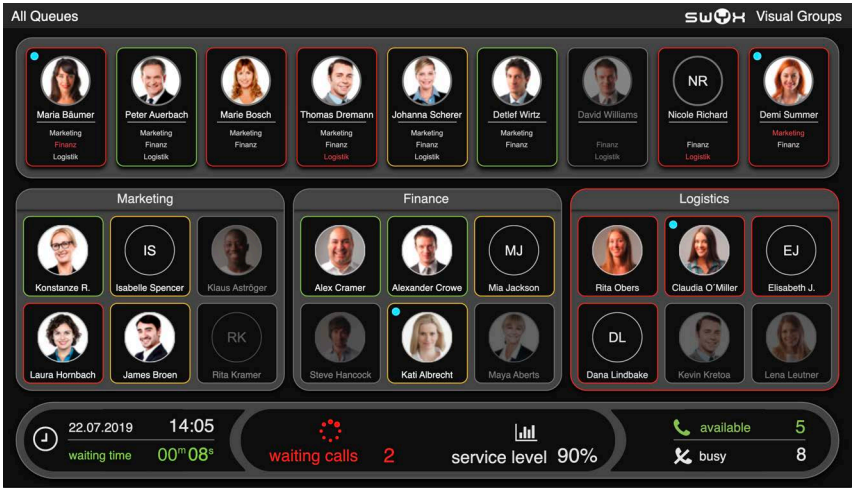 All Queues
swyx Visual Groups
Maria Bäumer
Marketing
Finanz
Peter Auerbach
Marketing
Finanz
Logistik
Marie Bosch
Marketing
Finanz
Thomas Dremann
Marketing
Finanz
Logistik
Johanna Scherer
Marketing
Finanz
Logistik
Detlef Wirtz
Marketing
Finanz
David Williams
Finanz
Logistik
NR
Nicole Richard
Finanz
Logistik
Demi Summer
Marketing
Finanz
Marketing
Konstanze R.
IS
Isabelle Spencer
Klaus Aströger
Laura Hornbach
James Broen
RK
Rita Kramer
Finance
Alex Cramer
Alexander Crowe
MJ
Mia Jackson
Steve Hancock
Kati Albrecht
Maya Aberts
Logistics
Rita Obers
Claudia O´Miller
EJ
Elisabeth J.
DL
Dana Lindbake
Kevin Kretoa
Lena Leutner
22.07.2019 14:05
waiting time 00m08s
waiting calls 2
service level 90%
available 5
busy 8